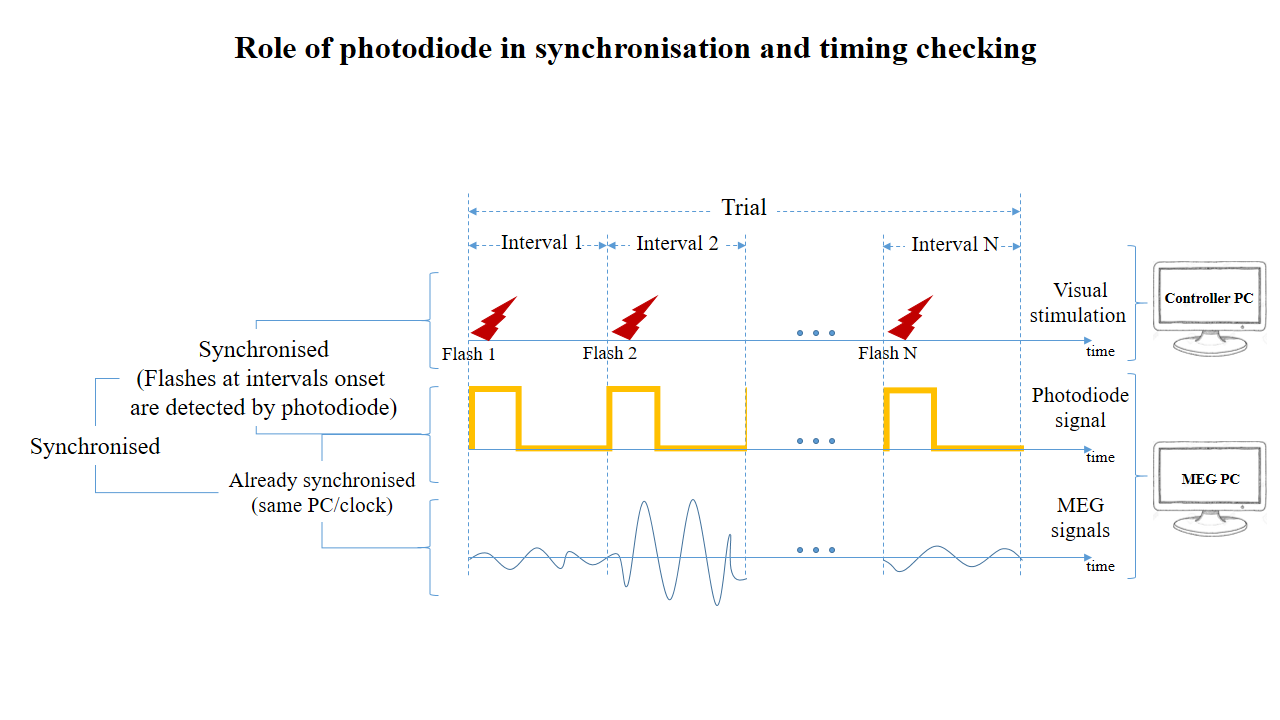 Role of photodiode in synchronisation and timing checking
Trial
Interval 1
Interval 2
Interval N
Visual
stimulation
Controller PC
Flash 1
Flash 2
Flash N
time
Synchronised
(Flashes at intervals onset
are detected by photodiode)
Photodiode
signal
time
Synchronised
Already synchronised
(same PC/clock)
MEG PC
MEG
signals
time